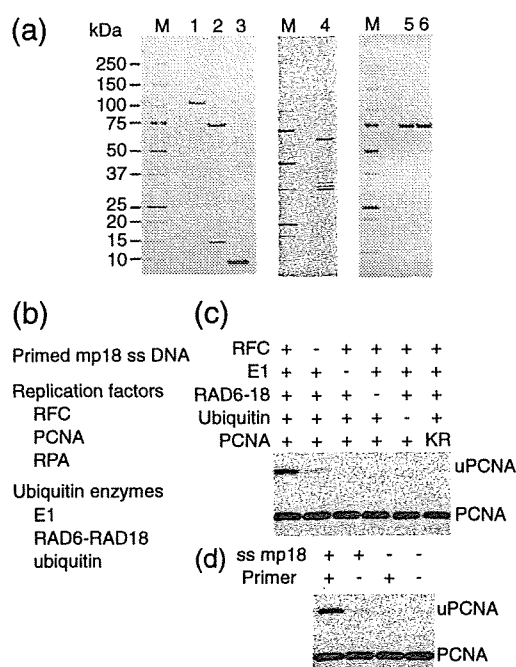 (a)
kDa M 1 2 3 M 4 M 5 6
250
150
100
75
50
37
25
20
15
10
(b)
Primed mp18 ss DNA
Replication factors
RFC
PCNA
RPA
Ubiquitin enzymes
E1
RAD6-RAD18
ubiquitin
(c)
RFC + - + + + +
E1 + + - + + +
RAD6-18 + + + - + +
Ubiquitin + + + + - +
PCNA + + + + + KR
uPCNA
PCNA
(d) ss mp18 + + - -
Primer + - + -
uPCNA
PCNA